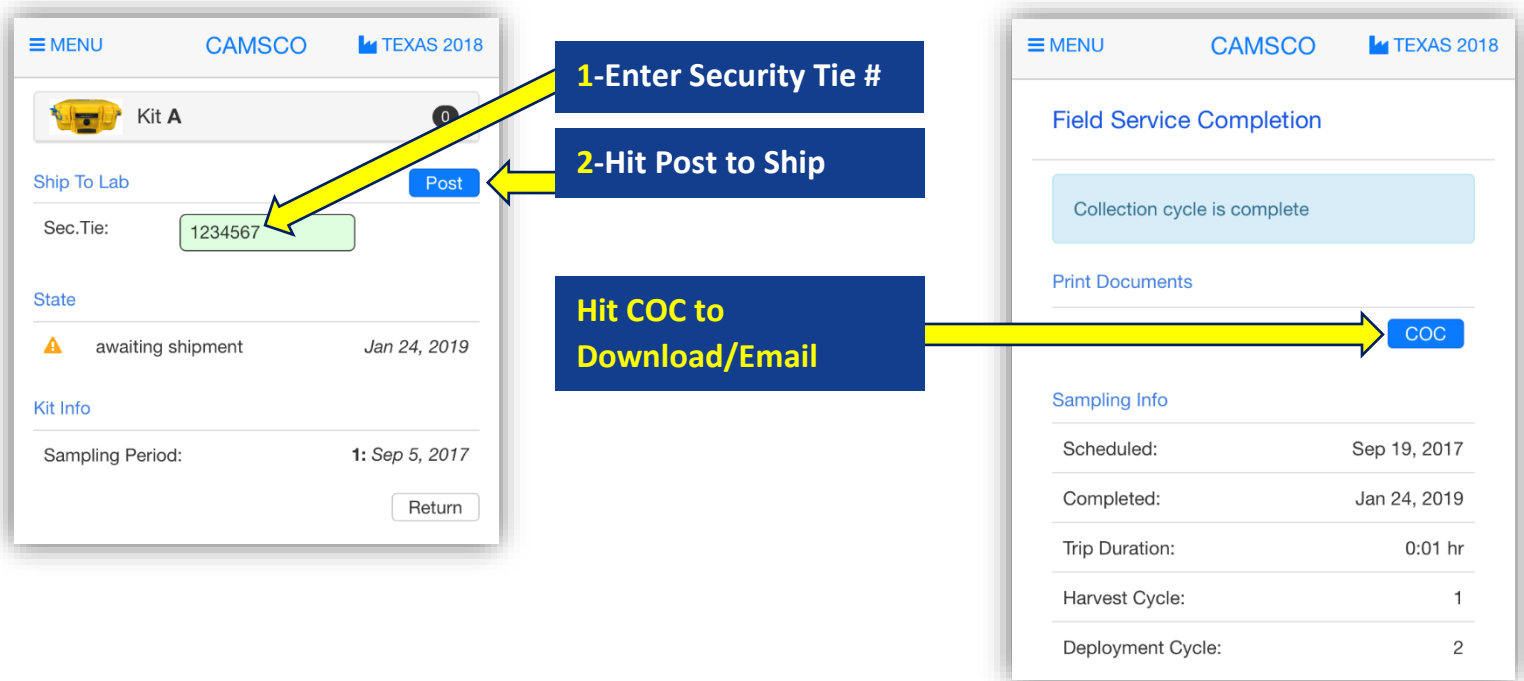 MENU CAMSCO TEXAS 2018
Kit A 0
Ship To Lab Post
Sec.Tie: 1234567
State
awaiting shipment Jan 24, 2019
Kit Info
Sampling Period: 1: Sep 5, 2017
Return
1-Enter Security Tie #
2-Hit Post to Ship
Hit COC to
Download/Email
MENU CAMSCO TEXAS 2018
Field Service Completion
Collection cycle is complete
Print Documents
COC
Sampling Info
Scheduled: Sep 19, 2017
Completed: Jan 24, 2019
Trip Duration: 0:01 hr
Harvest Cycle: 1
Deployment Cycle: 2